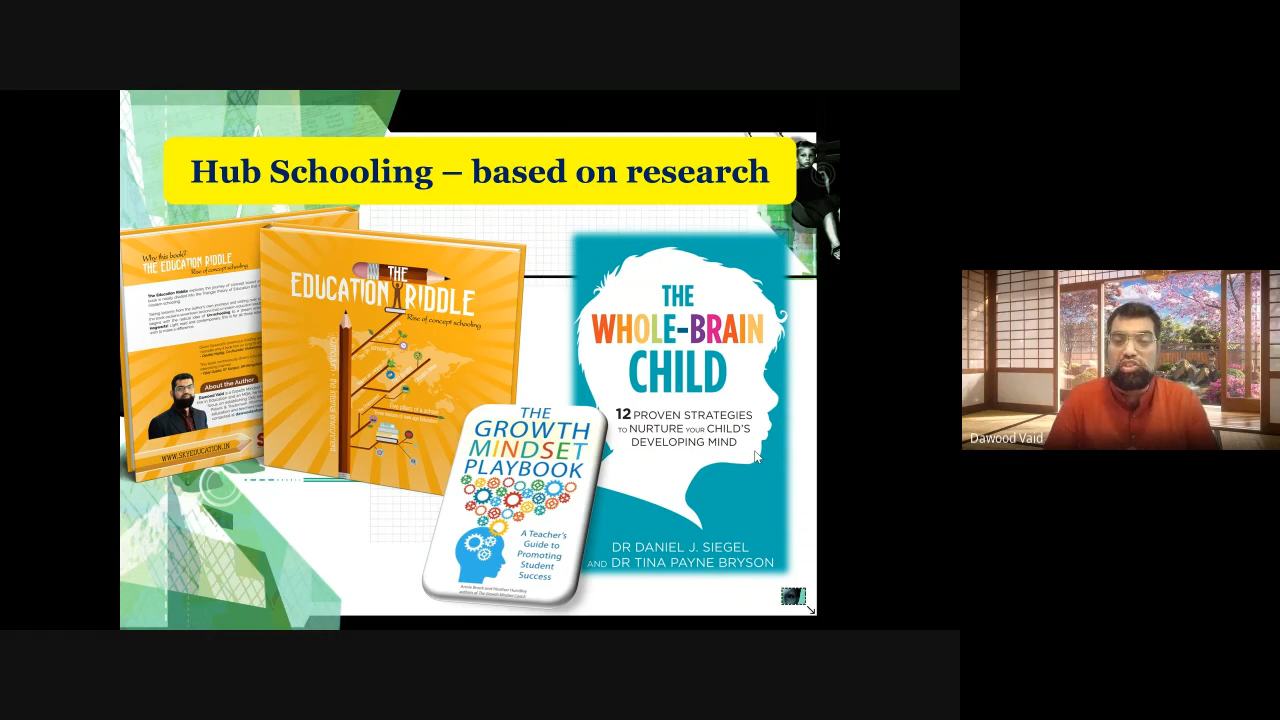 Hub Schooling – based on research
Why this book?
THE EDUCATION RIDDLE
Rise of concept schooling
About the Author
WWW.SKYEDUCATION.IN
THE
EDUCATION RIDDLE
Rise of concept schooling
THE
GROWTH
MINDSET
PLAYBOOK
A Teacher's
Guide to
Promoting
Student
Success
THE
WHOLE-BRAIN
CHILD
12 PROVEN STRATEGIES
TO NURTURE YOUR CHILD'S
DEVELOPING MIND
DR DANIEL J. SIEGEL
AND DR TINA PAYNE BRYSON
Dawood Vaid